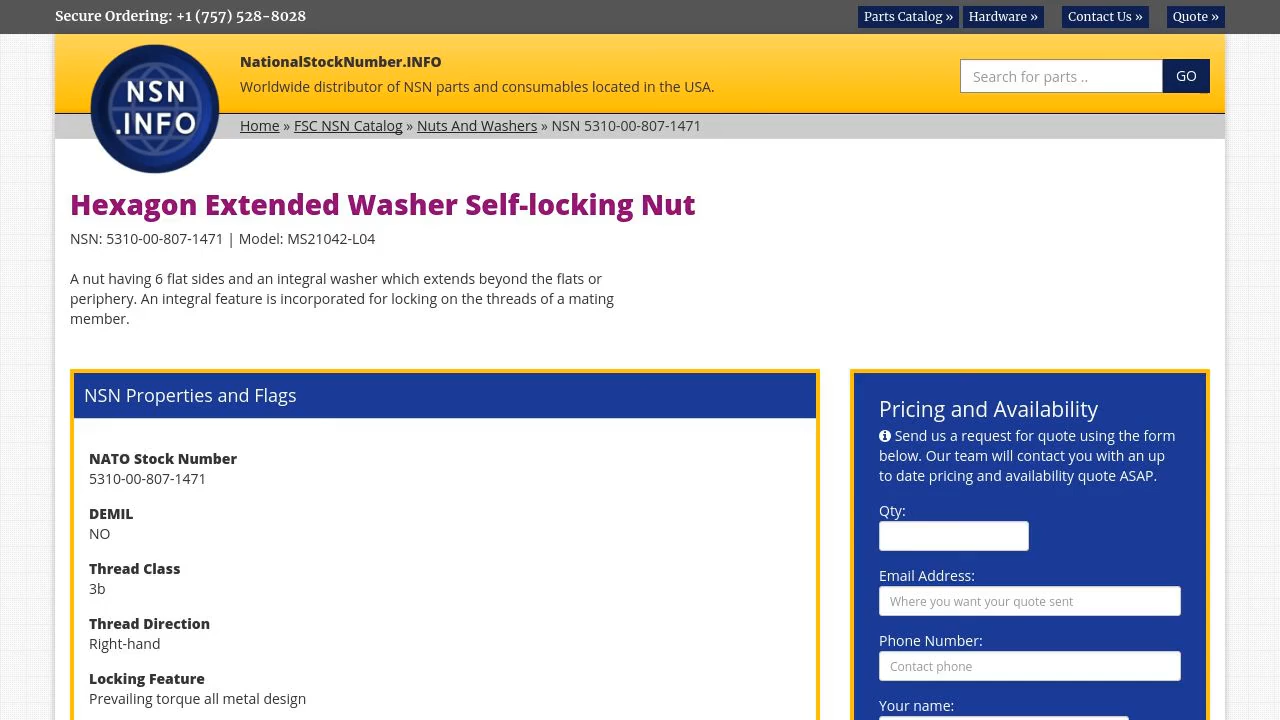 Secure Ordering: +1 (757) 528-8028
Parts Catalog »
Hardware »
Contact Us »
Quote »
NSN
.INFO
NationalStockNumber.INFO
Worldwide distributor of NSN parts and consumables located in the USA.
Search for parts ..
GO
Home » FSC NSN Catalog » Nuts And Washers » NSN 5310-00-807-1471
Hexagon Extended Washer Self-locking Nut
NSN: 5310-00-807-1471 | Model: MS21042-L04
A nut having 6 flat sides and an integral washer which extends beyond the flats or
periphery. An integral feature is incorporated for locking on the threads of a mating
member.
NSN Properties and Flags
NATO Stock Number
5310-00-807-1471
DEMIL
NO
Thread Class
3b
Thread Direction
Right-hand
Locking Feature
Prevailing torque all metal design
Pricing and Availability
Send us a request for quote using the form
below. Our team will contact you with an up
to date pricing and availability quote ASAP.
Qty:
Email Address:
Where you want your quote sent
Phone Number:
Contact phone
Your name: